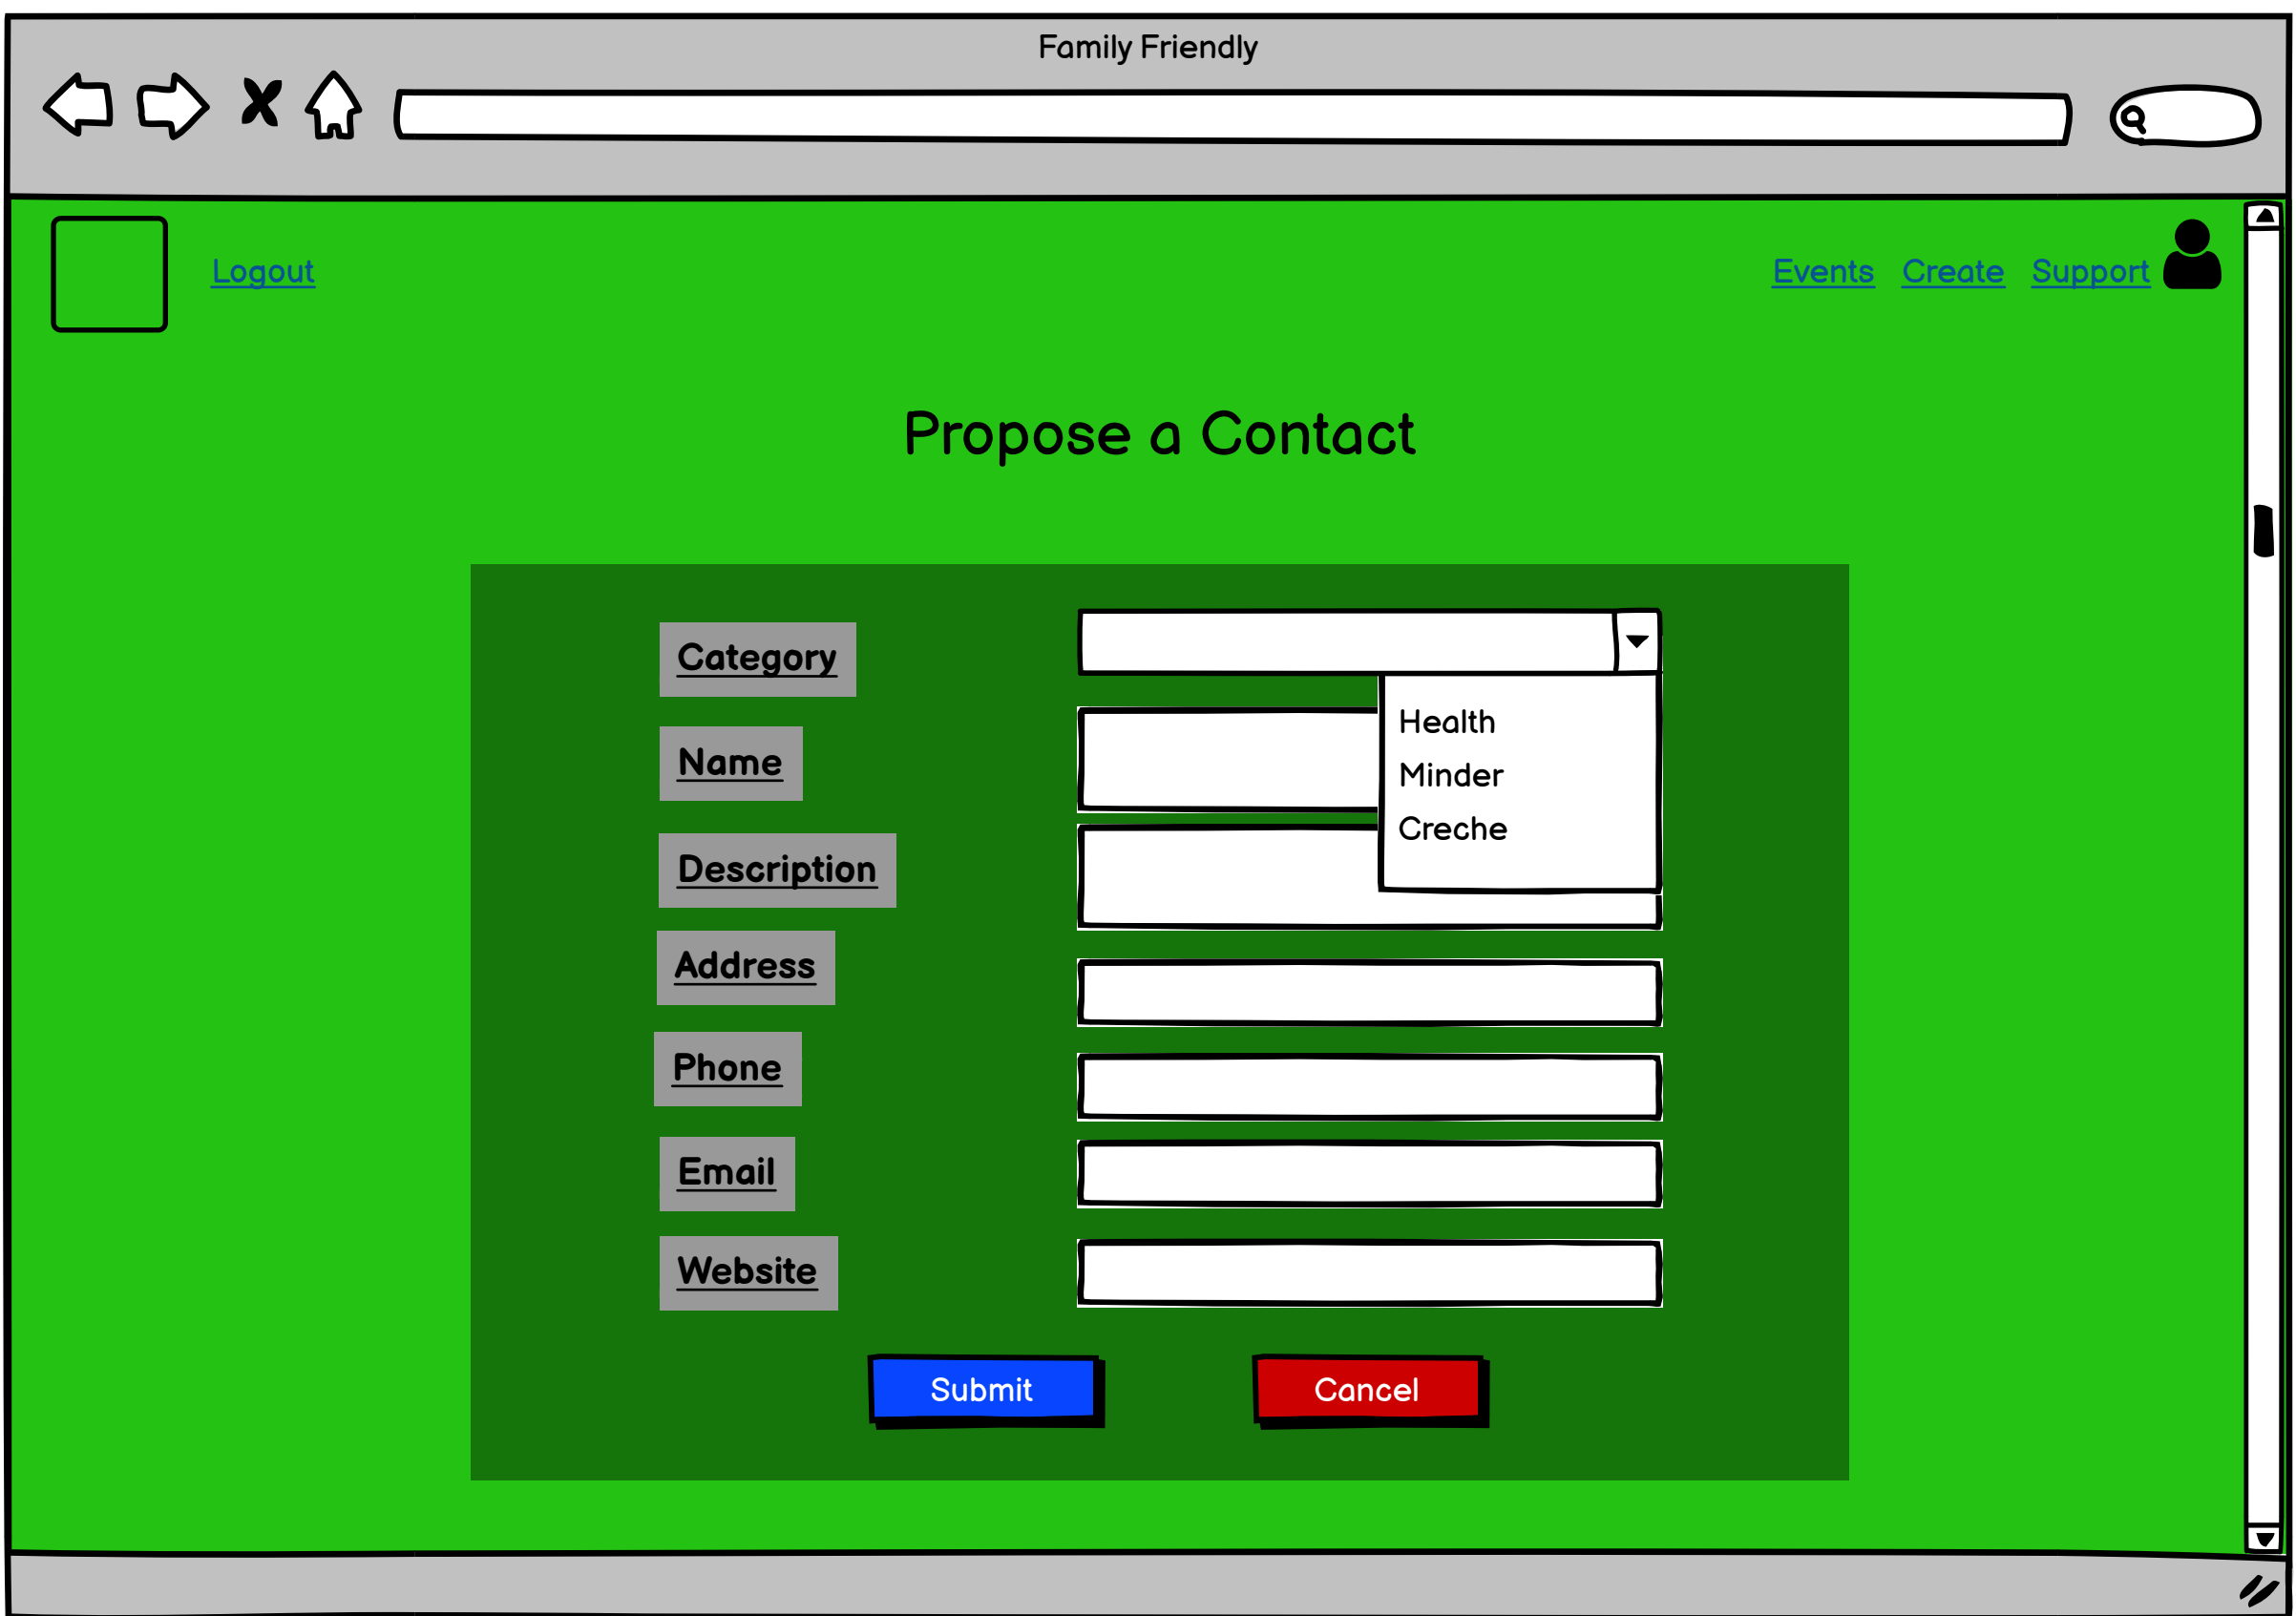 Family Friendly
Logout
Events Create Support
Propose a Contact
Category
Health
Name
Minder
Creche
Description
Address
Phone
Email
Website
Submit Cancel